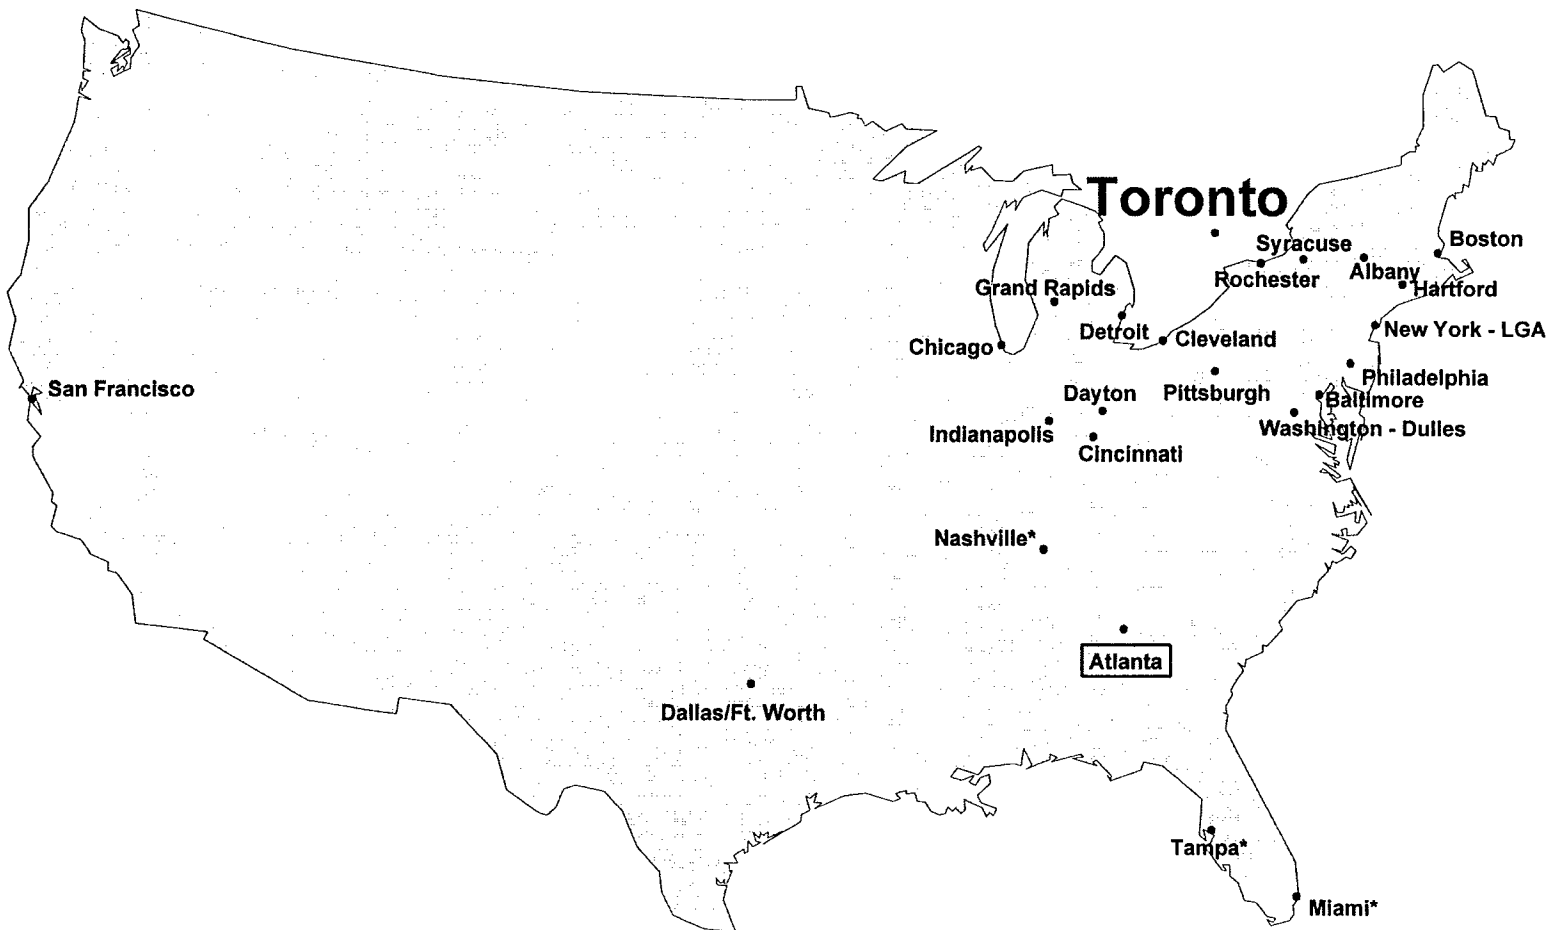 Toronto
Syracuse
Boston
Rochester
Albany
Hartford
Grand Rapids
Detroit
New York - LGA
Chicago
Cleveland
San Francisco
Philadelphia
Dayton
Pittsburgh
Baltimore
Indianapolis
Washington - Dulles
Cincinnati
Nashville*
Atlanta
Dallas/Ft. Worth
Tampa*
Miami*